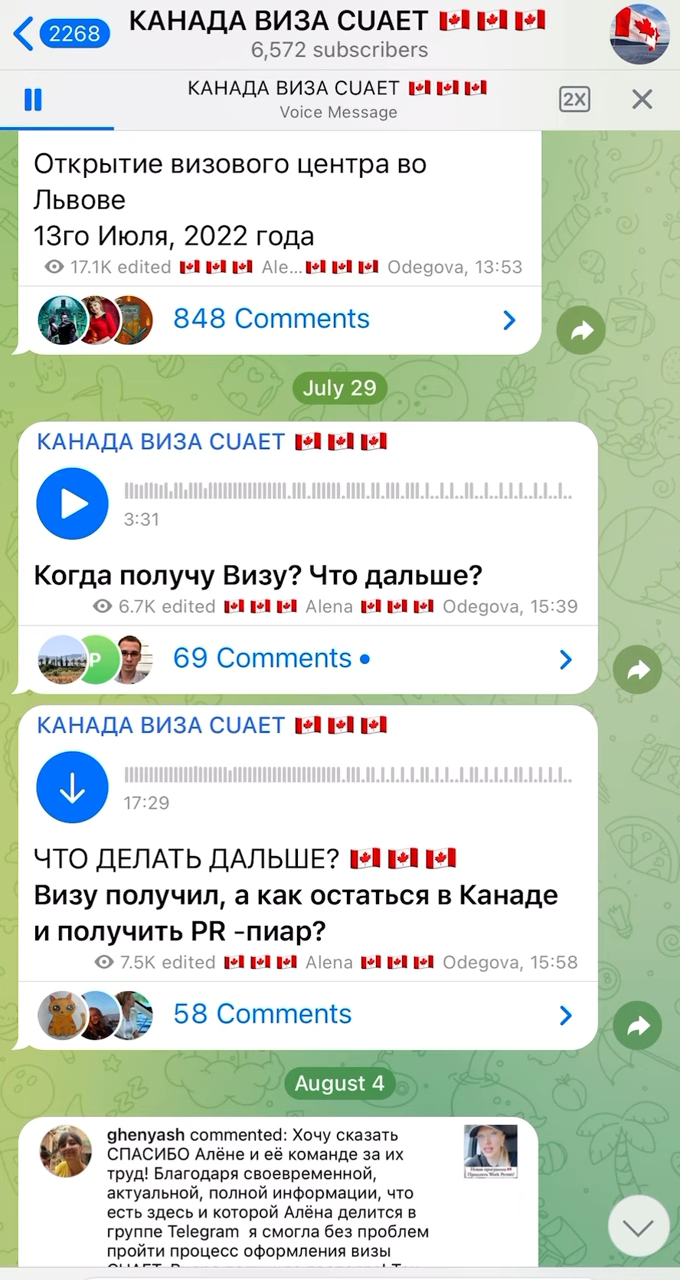 2268
КАНАДА ВИЗА CUAET 🇨🇦 🇨🇦 🇨🇦
6,572 subscribers
КАНАДА ВИЗА CUAET 🇨🇦 🇨🇦 🇨🇦
Voice Message
2X
Открытие визового центра во
Львове
13го Июля, 2022 года
17.1K edited 🇨🇦 🇨🇦 🇨🇦 Ale...🇨🇦 🇨🇦 🇨🇦 Odegova, 13:53
848 Comments
July 29
КАНАДА ВИЗА CUAET 🇨🇦 🇨🇦 🇨🇦
3:31
Когда получу Визу? Что дальше?
6.7K edited 🇨🇦 🇨🇦 🇨🇦 Alena 🇨🇦 🇨🇦 🇨🇦 Odegova, 15:39
P
69 Comments
КАНАДА ВИЗА CUAET 🇨🇦 🇨🇦 🇨🇦
17:29
ЧТО ДЕЛАТЬ ДАЛЬШЕ? 🇨🇦 🇨🇦 🇨🇦
Визу получил, а как остаться в Канаде
и получить PR -пиар?
7.5K edited 🇨🇦 🇨🇦 🇨🇦 Alena 🇨🇦 🇨🇦 🇨🇦 Odegova, 15:58
58 Comments
August 4
ghenyash commented: Хочу сказать
СПАСИБО Алёне и её команде за их
труд! Благодаря своевременной,
актуальной, полной информации, что
есть здесь и которой Алёна делится в
группе Telegram я смогла без проблем
пройти процесс оформления визы